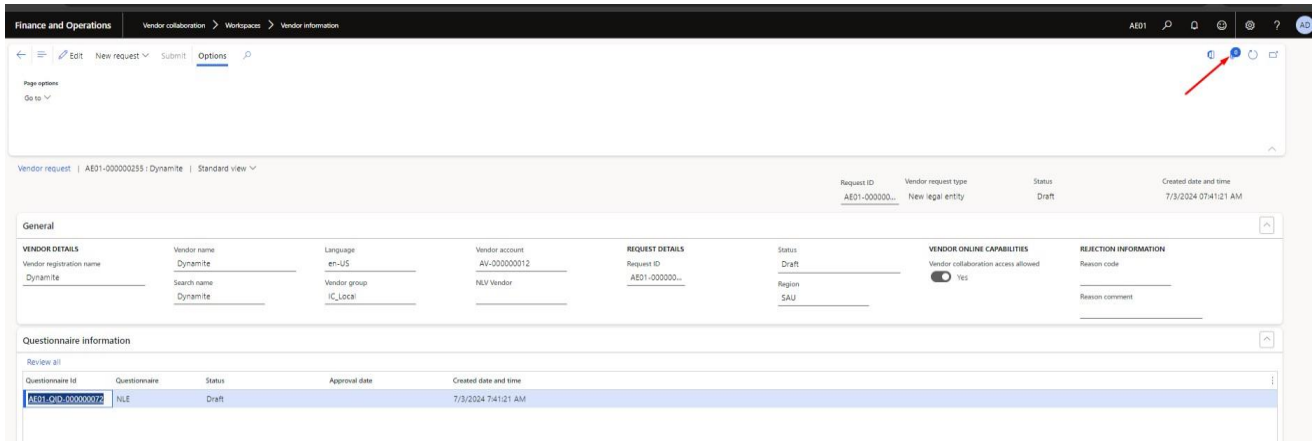 Finance and Operations Vendor collaboration > Workspaces > Vendor information AE01 ? AD
Edit New request Submit Options 0
Page options
Go to
Vendor request | AE01-000000255 : Dynamite | Standard view
Request ID Vendor request type Status Created date and time
AE01-000000... New legal entity Draft 7/3/2024 07:41:21 AM
General
VENDOR DETAILS Vendor name Language Vendor account REQUEST DETAILS Status VENDOR ONLINE CAPABILITIES REJECTION INFORMATION
Vendor registration name Dynamite en-US AV-000000012 Request ID Draft Vendor collaboration access allowed Reason code
Dynamite Search name Vendor group NLV Vendor AE01-000000... Region Yes
Dynamite IC_Local SAU Reason comment
Questionnaire information
Review all
Questionnaire Id Questionnaire Status Approval date Created date and time
AE01-QID-000000072 NLE Draft 7/3/2024 7:41:21 AM